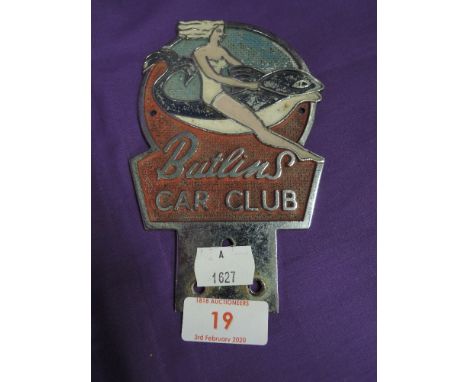 Butlins
CAR CLUB
A
1627
1818 AUCTIONEERS
19
3rd February 2020